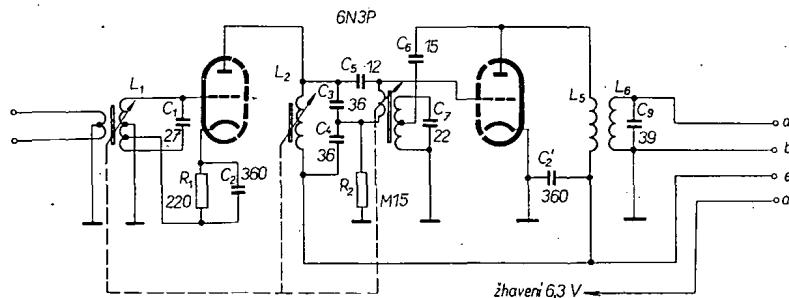 6N3P
L1
C1
27
R1
220
C2
360
L2
C5 12
C3
36
C4
36
R2
M15
C6 15
C7
22
C2'
360
L5
L6
C9
39
a
b
e
d
žhavení 6,3 V